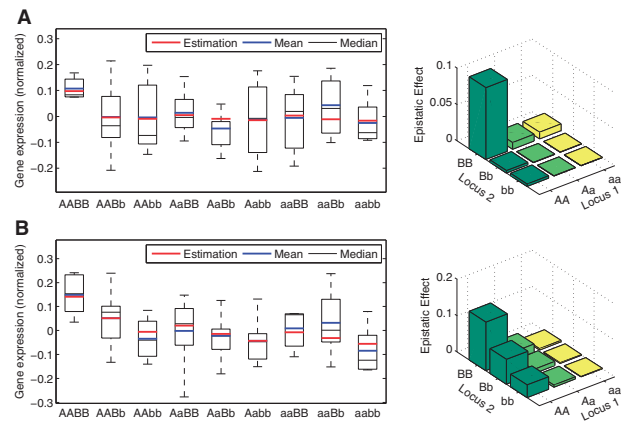 A
Gene expression (normalized)
0.3
0.2
0.1
0
-0.1
-0.2
Estimation Mean Median
AABB AABb AAbb AaBB AaBb Aabb aaBB aaBb aabb
Epistatic Effect
0.1
0.05
0
BB
Bb
bb
Locus 2
AA
Aa
aa
Locus 1
B
Gene expression (normalized)
0.3
0.2
0.1
0
-0.1
-0.2
-0.3
Estimation Mean Median
AABB AABb AAbb AaBB AaBb Aabb aaBB aaBb aabb
Epistatic Effect
0.2
0.1
0
BB
Bb
bb
Locus 2
AA
Aa
aa
Locus 1